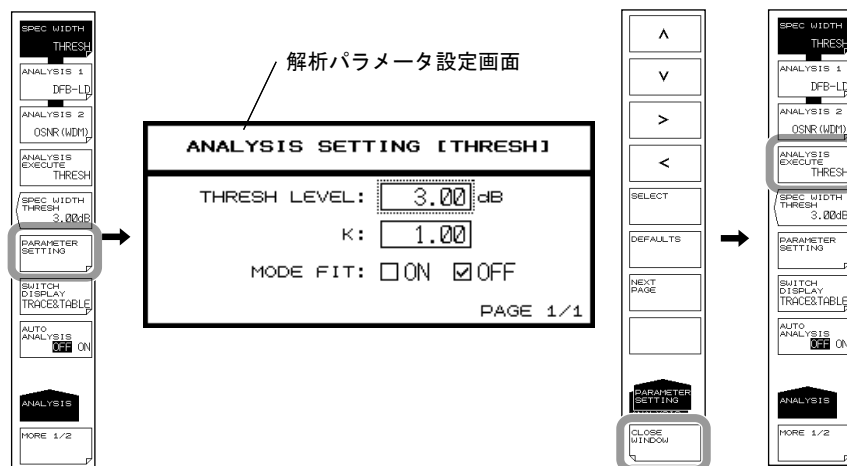 SPEC WIDTH
THRESH
ANALYSIS 1
DFB-LD
ANALYSIS 2
OSNR(WDM)
ANALYSIS
EXECUTE
THRESH
SPEC WIDTH
THRESH
3.00dB
PARAMETER
SETTING
SWITCH
DISPLAY
TRACE&TABLE
AUTO
ANALYSIS
OFF ON
ANALYSIS
MORE 1/2
解析パラメータ設定画面
ANALYSIS SETTING [THRESH]
THRESH LEVEL: 3.00 dB
K: 1.00
MODE FIT: ☐ON ☑OFF
PAGE 1/1
∧
∨
>
<
SELECT
DEFAULTS
NEXT
PAGE
PARAMETER
SETTING
CLOSE
WINDOW
SPEC WIDTH
THRESH
ANALYSIS 1
DFB-LD
ANALYSIS 2
OSNR(WDM)
ANALYSIS
EXECUTE
THRESH
SPEC WIDTH
THRESH
3.00dB
PARAMETER
SETTING
SWITCH
DISPLAY
TRACE&TABLE
AUTO
ANALYSIS
OFF ON
ANALYSIS
MORE 1/2